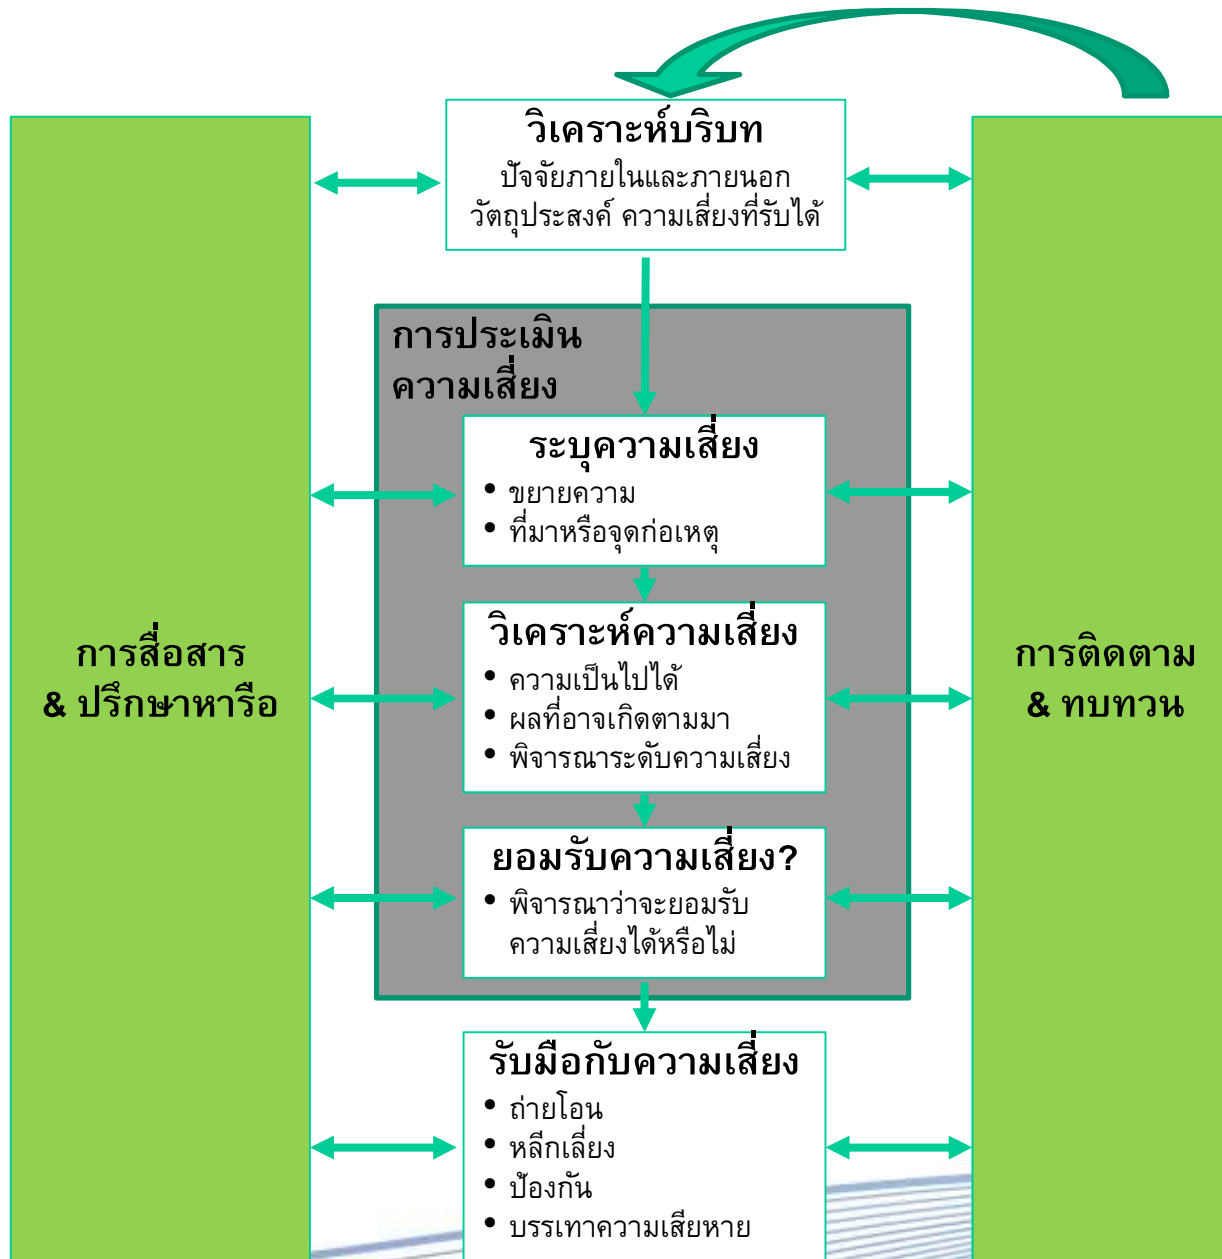 วิเคราะห์บริบท
ปัจจัยภายในและภายนอก
วัตถุประสงค์ ความเสี่ยงที่รับได้
การประเมิน
ความเสี่ยง
ระบุความเสี่ยง
• ขยายความ
• ที่มาหรือจุดก่อเหตุ
วิเคราะห์ความเสี่ยง
• ความเป็นไปได้
• ผลที่อาจเกิดตามมา
• พิจารณาระดับความเสี่ยง
การสื่อสาร
& ปรึกษาหารือ
การติดตาม
& ทบทวน
ยอมรับความเสี่ยง?
• พิจารณาว่าจะยอมรับ
ความเสี่ยงได้หรือไม่
รับมือกับความเสี่ยง
• ถ่ายโอน
• หลีกเลี่ยง
• ป้องกัน
• บรรเทาความเสียหาย